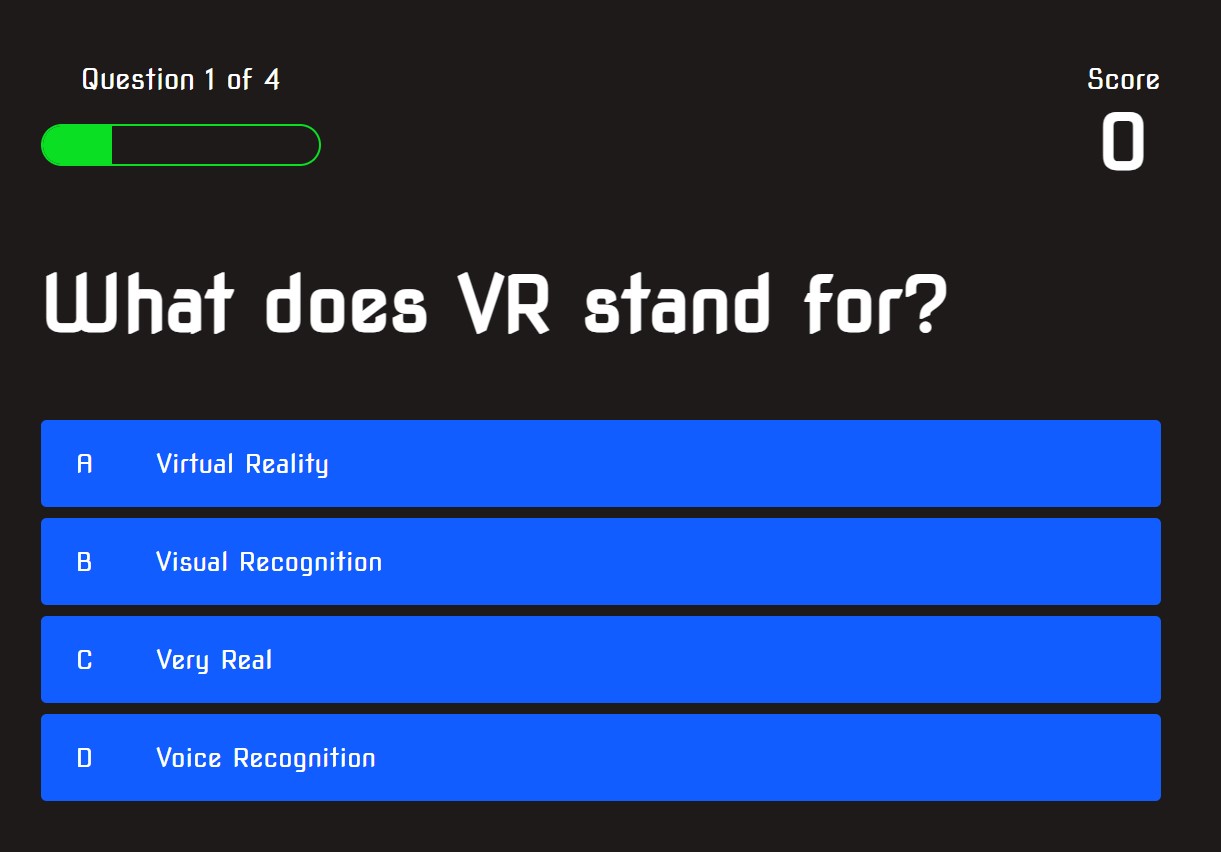 Question 1 of 4
Score
0
What does VR stand for?
A Virtual Reality
B Visual Recognition
C Very Real
D Voice Recognition